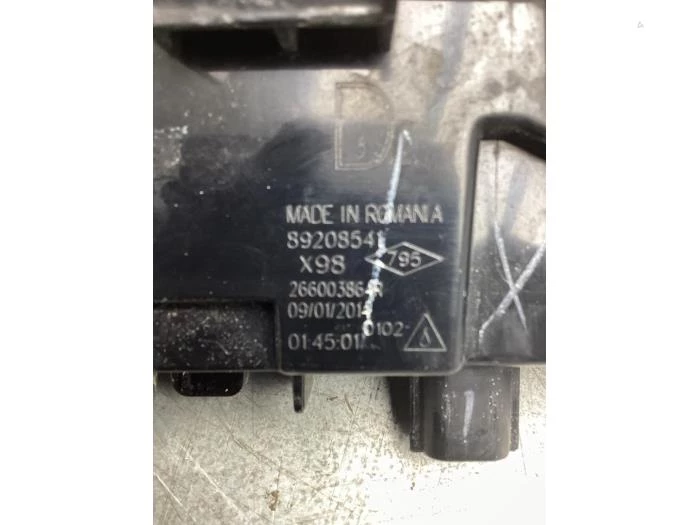 D
MADE IN ROMANIA
89208541
X98 795
266003864R
09/01/2014
0102-
01:45:01